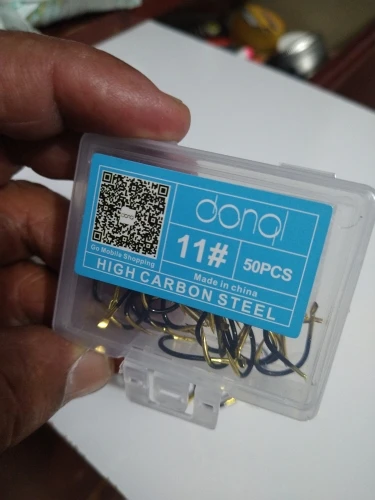 donql
11#
50PCS
Go Mobile Shopping
Made in china
HIGH CARBON STEEL